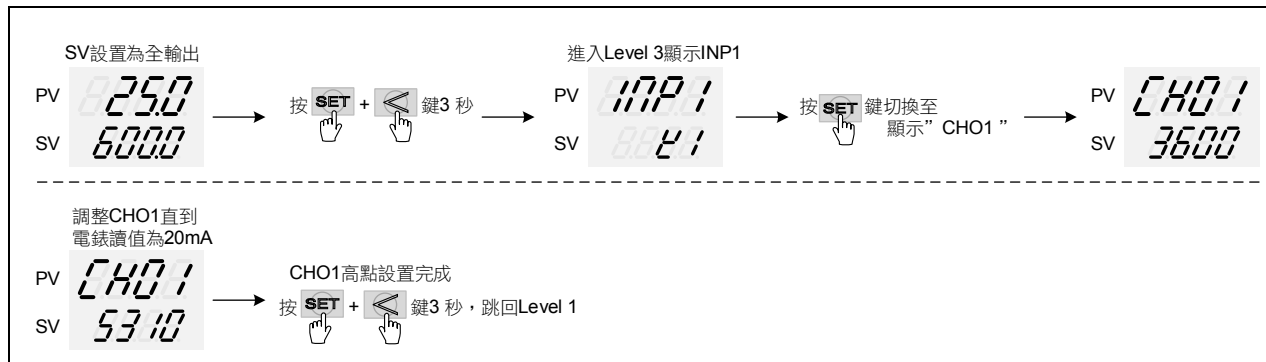 SV設置為全輸出
PV 25.0
SV 600.0
按 SET + < 鍵3 秒
進入Level 3顯示INP1
PV INP1
SV K1
按 SET 鍵切換至
顯示” CHO1 ”
PV CHO1
SV 3600
調整CHO1直到
電錶讀值為20mA
PV CHO1
SV 5310
CHO1高點設置完成
按 SET + < 鍵3 秒，跳回Level 1